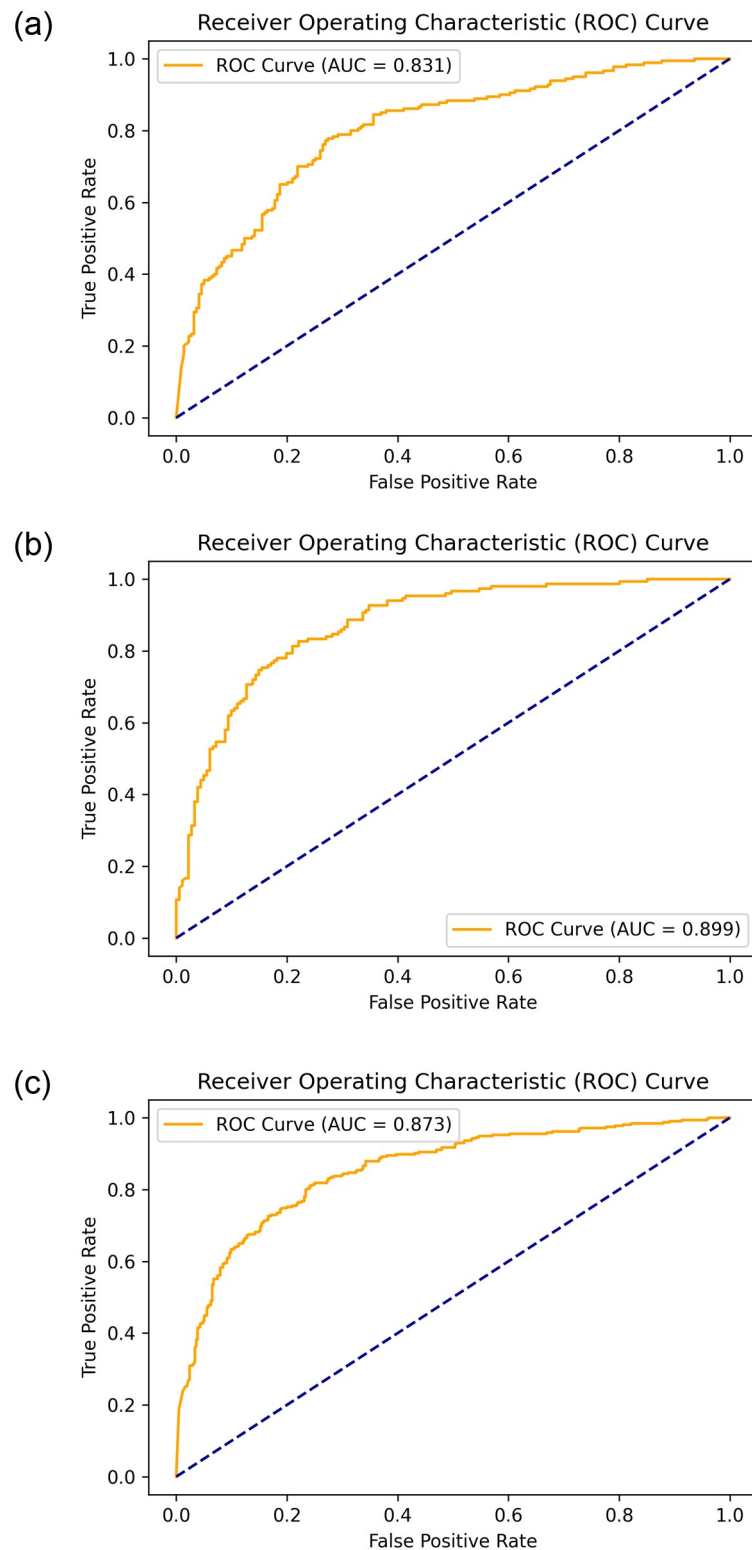 (a)
Receiver Operating Characteristic (ROC) Curve
ROC Curve (AUC = 0.831)
True Positive Rate
1.0
0.8
0.6
0.4
0.2
0.0
0.0 0.2 0.4 0.6 0.8 1.0
False Positive Rate
(b)
Receiver Operating Characteristic (ROC) Curve
True Positive Rate
1.0
0.8
0.6
0.4
0.2
0.0
ROC Curve (AUC = 0.899)
0.0 0.2 0.4 0.6 0.8 1.0
False Positive Rate
(c)
Receiver Operating Characteristic (ROC) Curve
ROC Curve (AUC = 0.873)
True Positive Rate
1.0
0.8
0.6
0.4
0.2
0.0
0.0 0.2 0.4 0.6 0.8 1.0
False Positive Rate